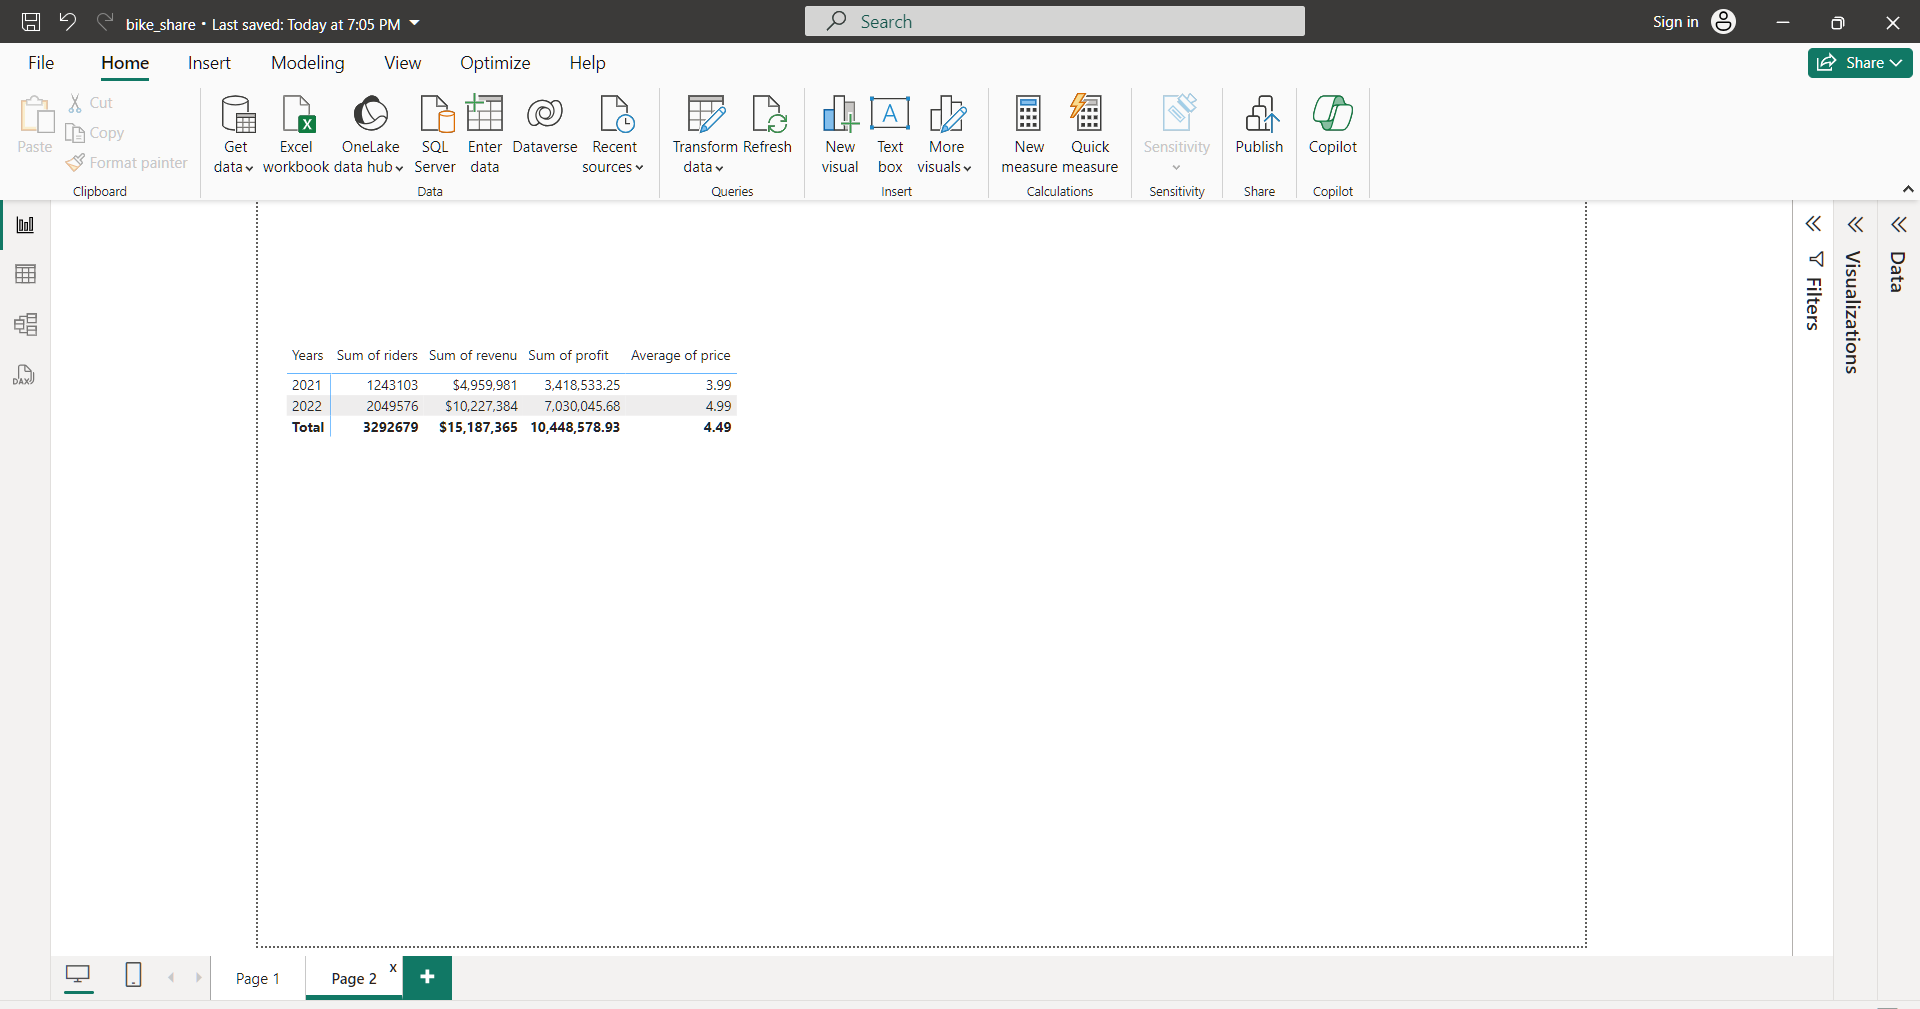 bike_share • Last saved: Today at 7:05 PM
Search
Sign in
File Home Insert Modeling View Optimize Help
Share
Paste
Cut
Copy
Format painter
Clipboard
Get data
Excel workbook
OneLake data hub
SQL Server
Enter data
Dataverse
Recent sources
Data
Transform data
Refresh
Queries
New visual
Text box
More visuals
Insert
New measure
Quick measure
Calculations
Sensitivity
Sensitivity
Publish
Share
Copilot
Copilot
DAX
Years Sum of riders Sum of revenu Sum of profit Average of price
2021 1243103 $4,959,981 3,418,533.25 3.99
2022 2049576 $10,227,384 7,030,045.68 4.99
Total 3292679 $15,187,365 10,448,578.93 4.49
Filters
Visualizations
Data
Page 1
Page 2 x
+